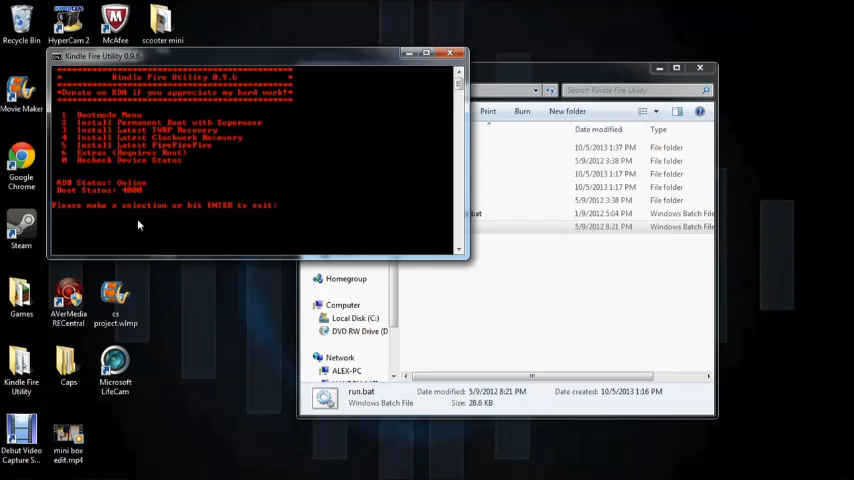 Recycle Bin
HyperCam 2
McAfee
scooter mini
Movie Maker
Google
Chrome
Steam
Games
AVerMedia
RECentral
cs
project.wlmp
Kindle Fire
Utility
Caps
Microsoft
LifeCam
Debut Video
Capture S...
mini box
edit.mp4
Kindle Fire Utility 0.9.6
* Kindle Fire Utility 0.9.6 *
*Donate on XDA if you appreciate my hard work!*
1 Bootmode Menu
2 Install Permanent Root with Superuser
3 Install Latest TWRP Recovery
4 Install Latest Clockwork Recovery
5 Install Latest FireFireFire
6 Extras (Requires Root)
0 Recheck Device Status
ADB Status: Online
Boot Status: 4000
Please make a selection or hit ENTER to exit:
Search Kindle Fire Utility
Print Burn New folder
Date modified Type
10/5/2013 1:37 PM File folder
5/9/2012 3:38 PM File folder
10/5/2013 1:37 PM File folder
5/9/2012 3:38 PM File folder
bat 1/9/2012 5:04 PM Windows Batch File
5/9/2012 8:21 PM Windows Batch File
Homegroup
Computer
Local Disk (C:)
DVD RW Drive (D
Network
ALEX-PC
run.bat Date modified: 5/9/2012 8:21 PM Date created: 10/5/2013 1:16 PM
Windows Batch File Size: 28.6 KB